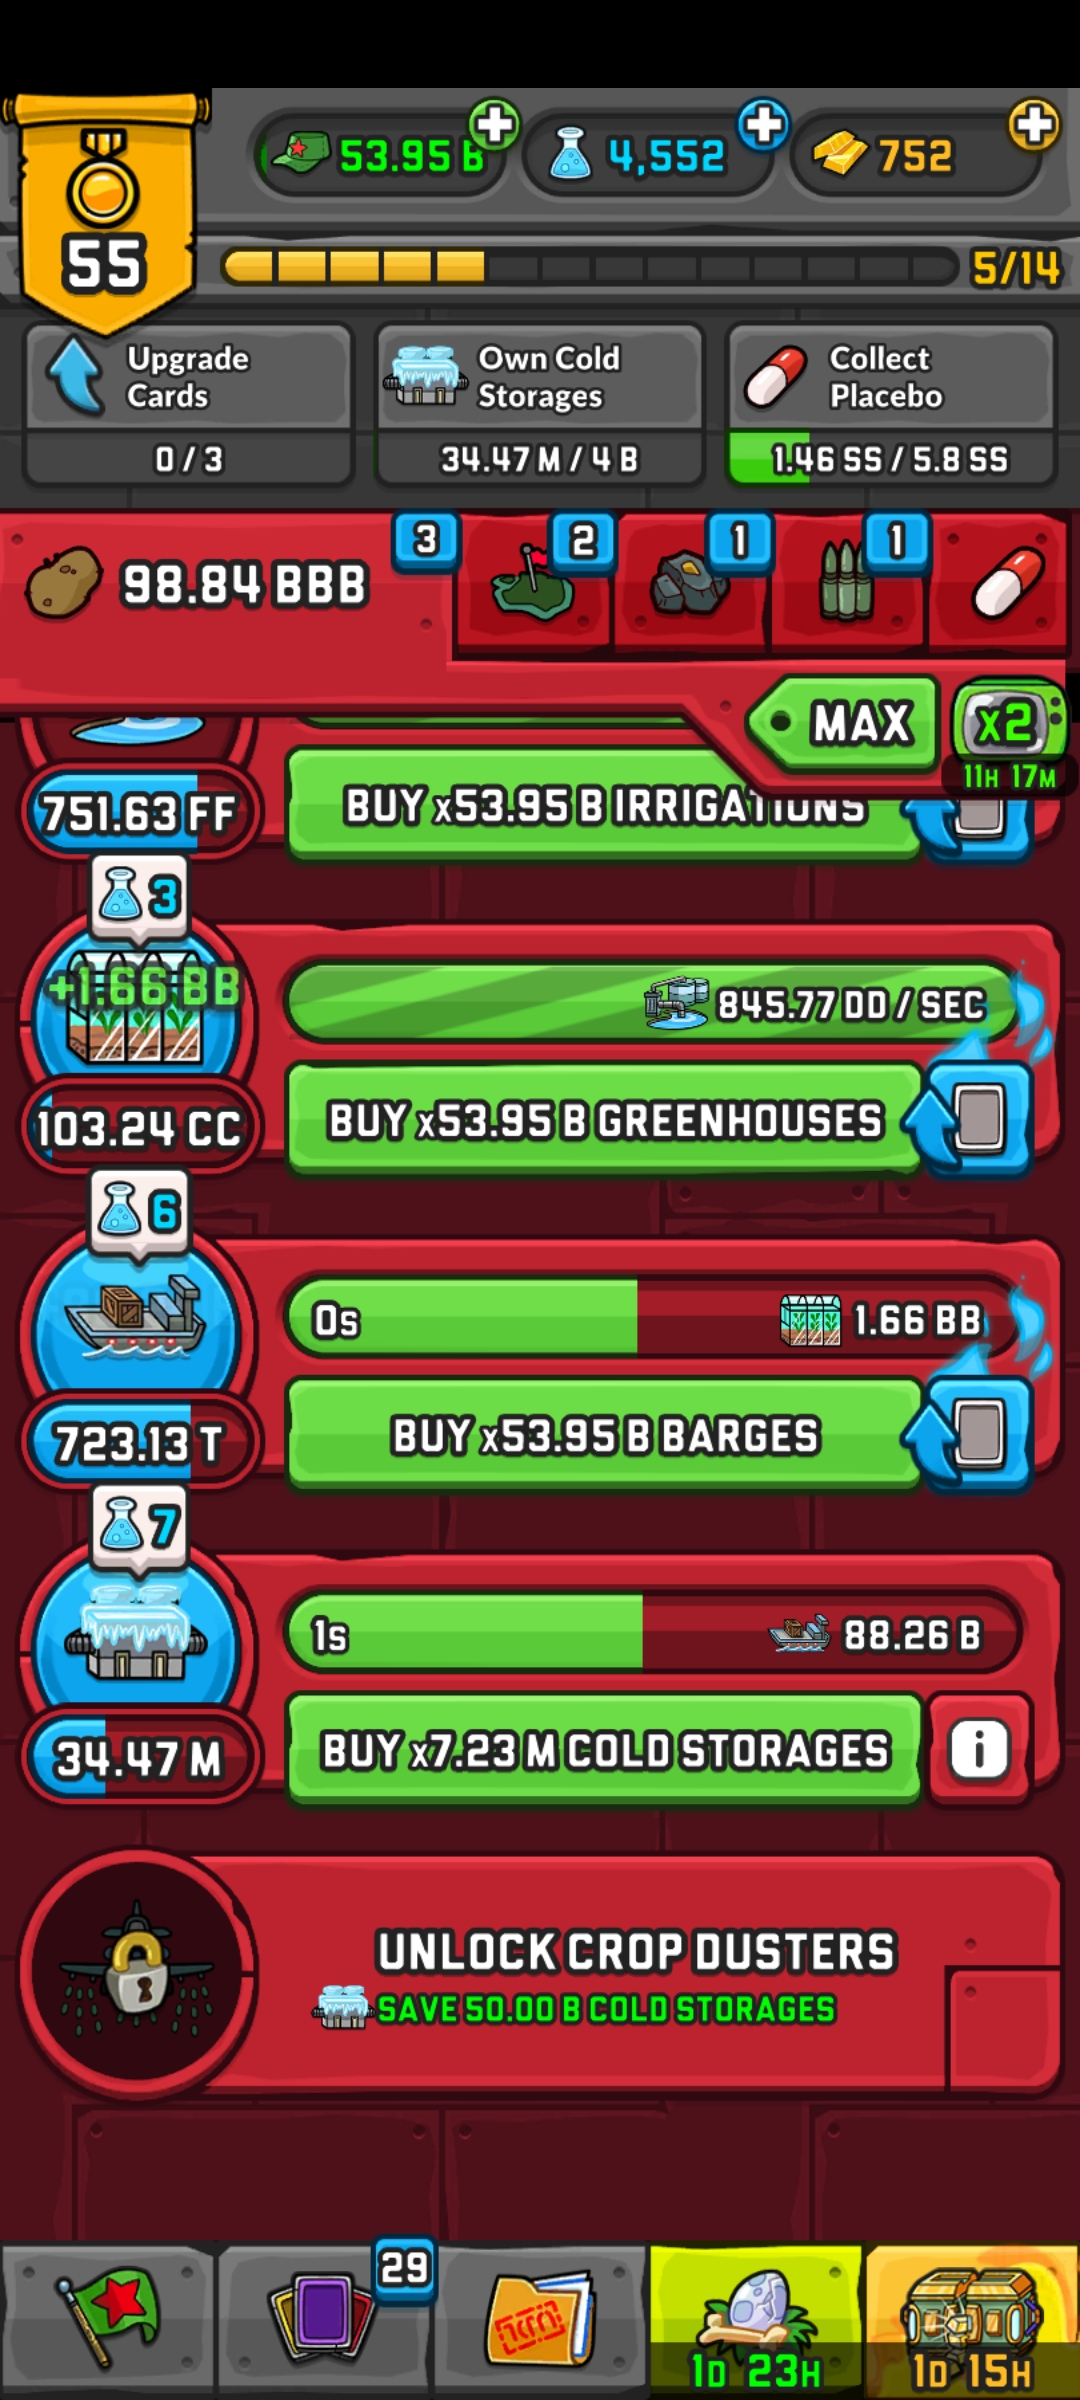 53.95 B
4,552
752
55
5/14
Upgrade
Cards
0 / 3
Own Cold
Storages
34.47 M / 4 B
Collect
Placebo
1.46 SS / 5.8 SS
98.84 BBB
3
2
1
1
MAX
x2
11H 17M
751.63 FF
BUY x53.95 B IRRIGATIONS
3
+1.66 BB
845.77 DD / SEC
103.24 CC
BUY x53.95 B GREENHOUSES
6
0s
1.66 BB
723.13 T
BUY x53.95 B BARGES
7
1s
88.26 B
34.47 M
BUY x7.23 M COLD STORAGES
i
UNLOCK CROP DUSTERS
SAVE 50.00 B COLD STORAGES
29
1D 23H
1D 15H